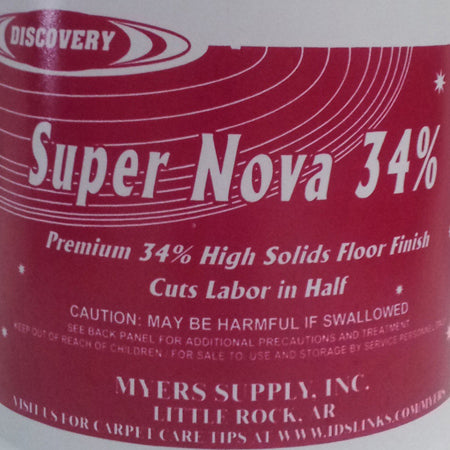 DISCOVERY
Super Nova 34%
Premium 34% High Solids Floor Finish
Cuts Labor in Half
CAUTION: MAY BE HARMFUL IF SWALLOWED
SEE BACK PANEL FOR ADDITIONAL PRECAUTIONS AND TREATMENT
KEEP OUT OF REACH OF CHILDREN. FOR SALE TO, USE AND STORAGE BY SERVICE PERSONNEL
MYERS SUPPLY, INC.
LITTLE ROCK, AR
VISIT US FOR CARPET CARE TIPS AT WWW.JDSLINKS.COM/MYERS